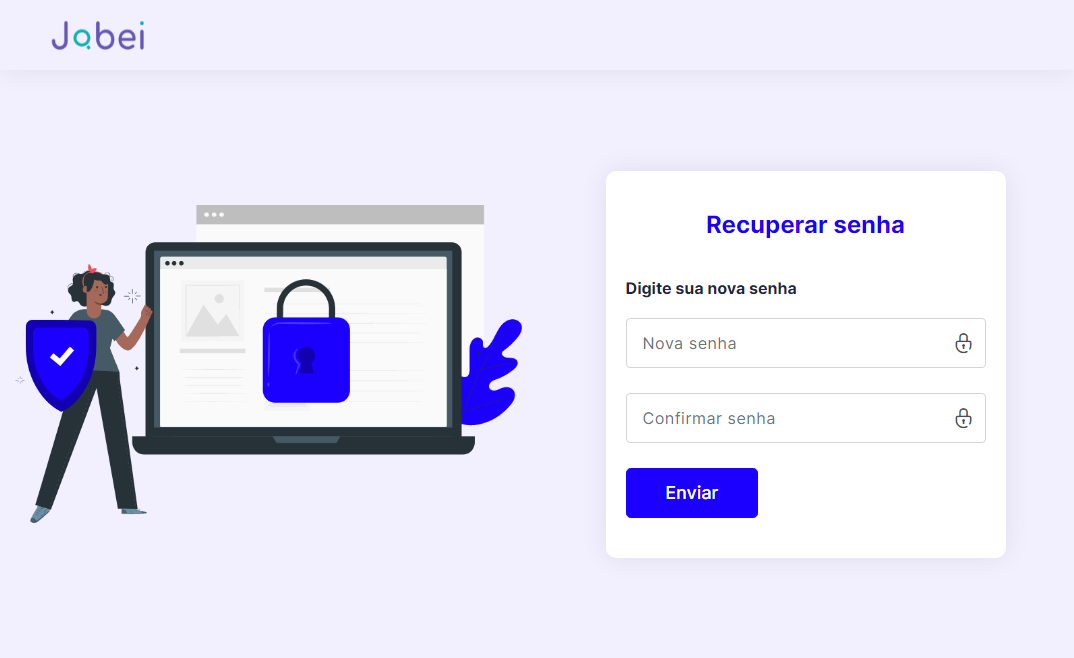 Jobei
Recuperar senha
Digite sua nova senha
Nova senha
Confirmar senha
Enviar